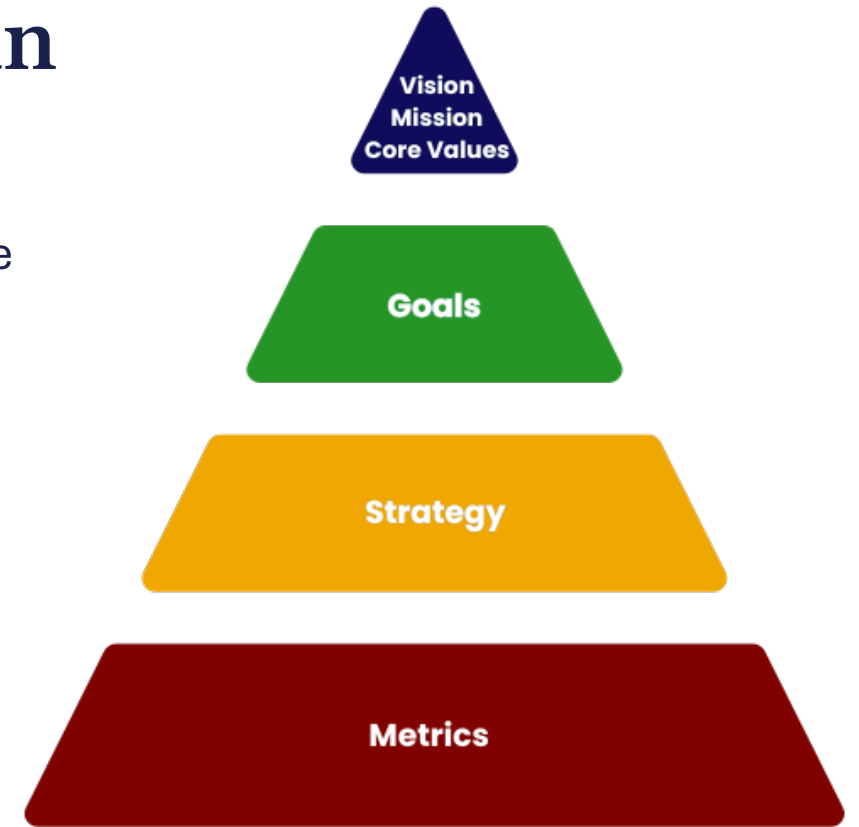 Vision
Mission
Core Values
Goals
Strategy
Metrics